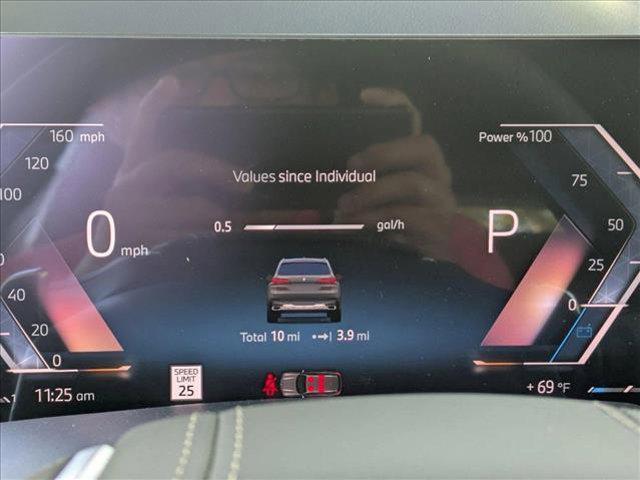 160 mph
120
100
40
20
0
0 mph
Values since Individual
0.5 gal/h
Total 10 mi 3.9 mi
Power %100
75
50
25
0
P
11:25 am
SPEED
LIMIT
25
+ 69 °F